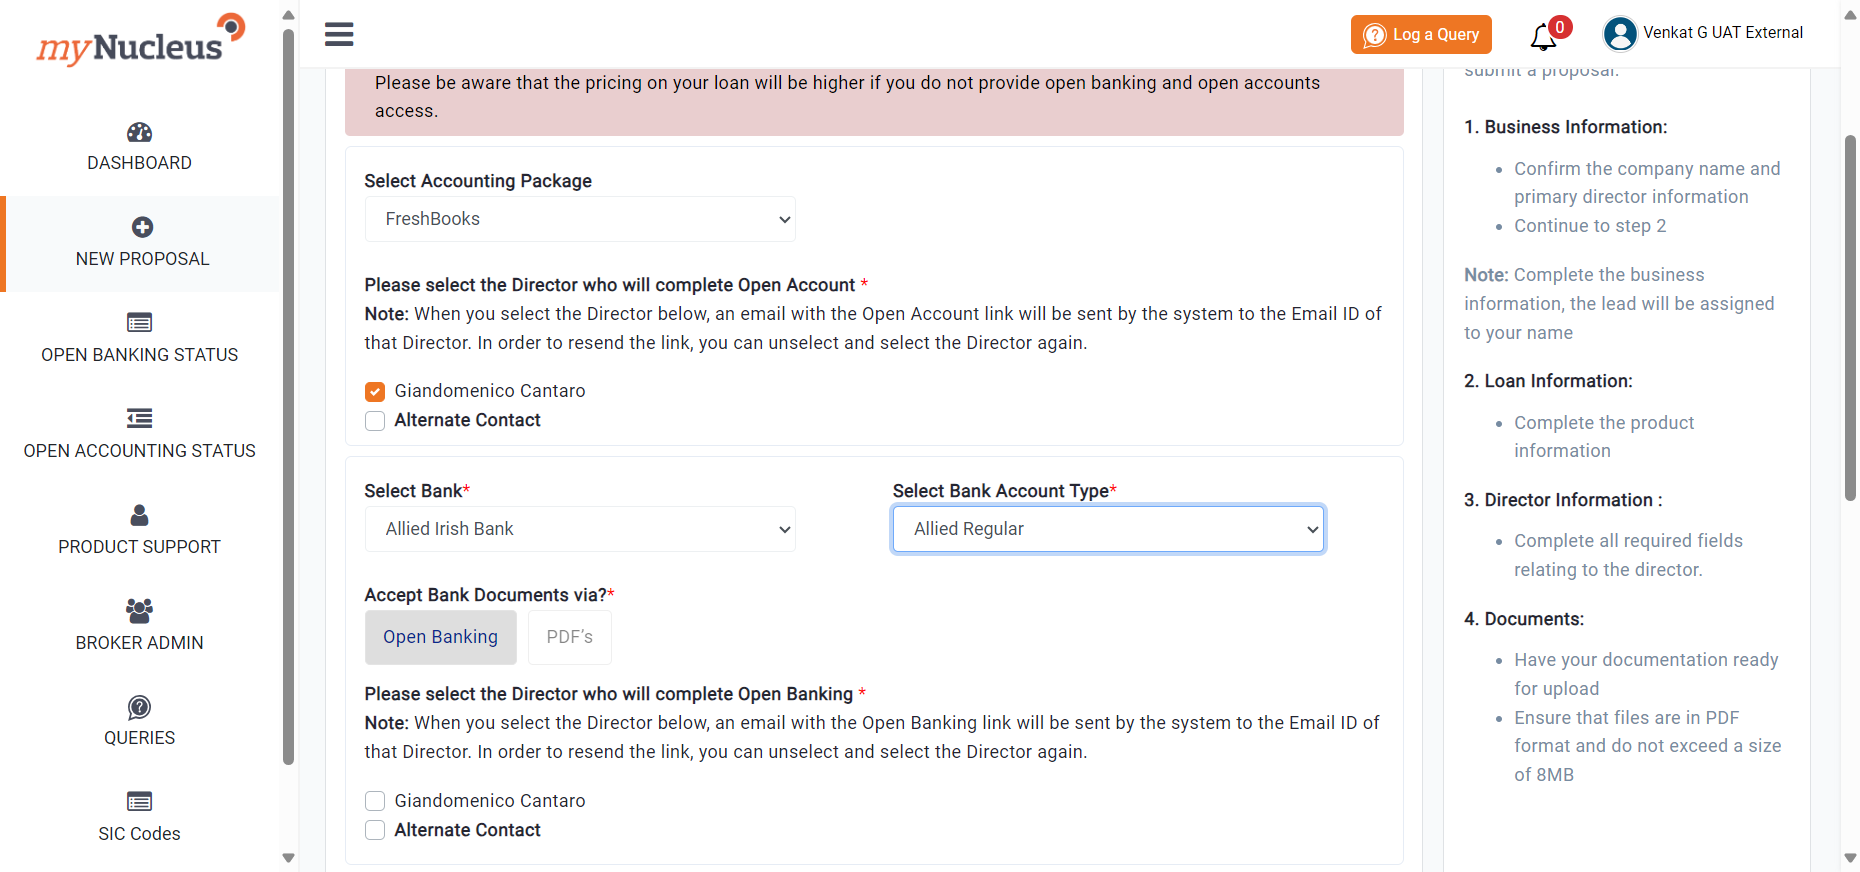 myNucleus
DASHBOARD
NEW PROPOSAL
OPEN BANKING STATUS
OPEN ACCOUNTING STATUS
PRODUCT SUPPORT
BROKER ADMIN
QUERIES
SIC Codes
Log a Query
0
Venkat G UAT External
Please be aware that the pricing on your loan will be higher if you do not provide open banking and open accounts
access.
Select Accounting Package
FreshBooks
Please select the Director who will complete Open Account *
Note: When you select the Director below, an email with the Open Account link will be sent by the system to the Email ID of
that Director. In order to resend the link, you can unselect and select the Director again.
Giandomenico Cantaro
Alternate Contact
Select Bank*
Allied Irish Bank
Select Bank Account Type*
Allied Regular
Accept Bank Documents via?*
Open Banking
PDF’s
Please select the Director who will complete Open Banking *
Note: When you select the Director below, an email with the Open Banking link will be sent by the system to the Email ID of
that Director. In order to resend the link, you can unselect and select the Director again.
Giandomenico Cantaro
Alternate Contact
submit a proposal.
1. Business Information:
• Confirm the company name and
primary director information
• Continue to step 2
Note: Complete the business
information, the lead will be assigned
to your name
2. Loan Information:
• Complete the product
information
3. Director Information :
• Complete all required fields
relating to the director.
4. Documents:
• Have your documentation ready
for upload
• Ensure that files are in PDF
format and do not exceed a size
of 8MB